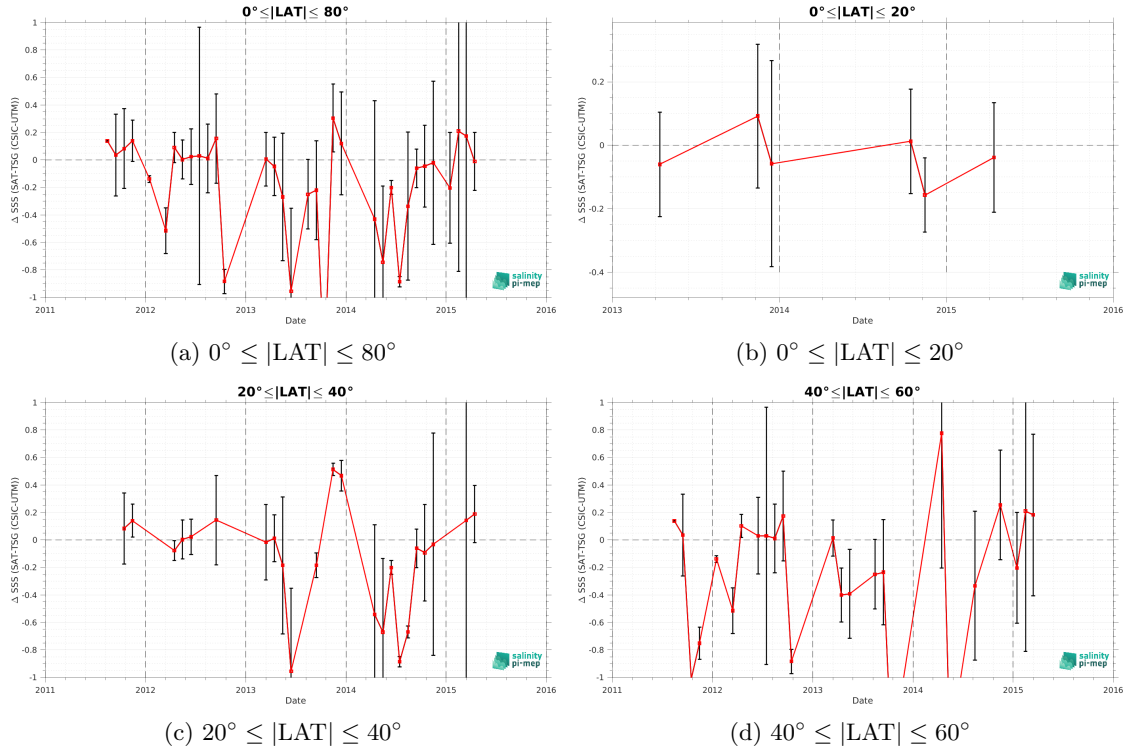 0°≤|LAT|≤ 80°
1
0.8
0.6
0.4
0.2
0
-0.2
-0.4
-0.6
-0.8
-1
Δ SSS (SAT-TSG (CSIC-UTM))
2011
2012
2013
2014
2015
2016
Date
salinity
pi-mep
(a) 0° ≤ |LAT| ≤ 80°
0°≤|LAT|≤ 20°
0.2
0
-0.2
-0.4
Δ SSS (SAT-TSG (CSIC-UTM))
2013
2014
2015
2016
Date
salinity
pi-mep
(b) 0° ≤ |LAT| ≤ 20°
20°≤|LAT|≤ 40°
1
0.8
0.6
0.4
0.2
0
-0.2
-0.4
-0.6
-0.8
-1
Δ SSS (SAT-TSG (CSIC-UTM))
2011
2012
2013
2014
2015
2016
Date
salinity
pi-mep
(c) 20° ≤ |LAT| ≤ 40°
40°≤|LAT|≤ 60°
1
0.8
0.6
0.4
0.2
0
-0.2
-0.4
-0.6
-0.8
-1
Δ SSS (SAT-TSG (CSIC-UTM))
2011
2012
2013
2014
2015
2016
Date
salinity
pi-mep
(d) 40° ≤ |LAT| ≤ 60°